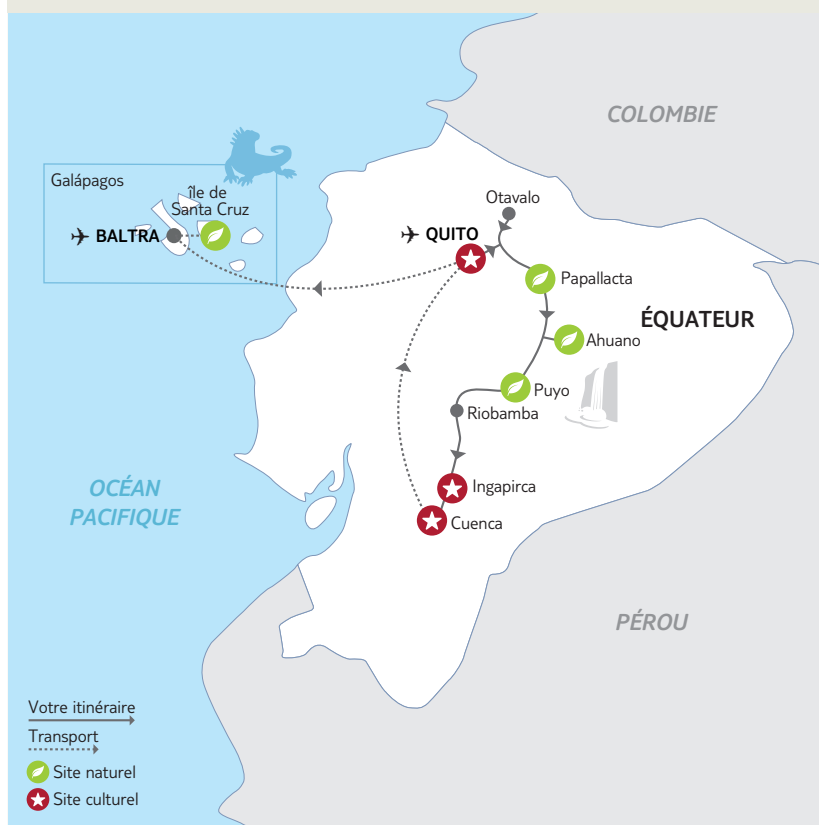 COLOMBIE
Galápagos
île de
Santa Cruz
BALTRA
Otavalo
QUITO
Papallacta
ÉQUATEUR
Ahuano
Puyo
Riobamba
Ingapirca
Cuenca
OCÉAN
PACIFIQUE
PÉROU
Votre itinéraire
Transport
Site naturel
Site culturel